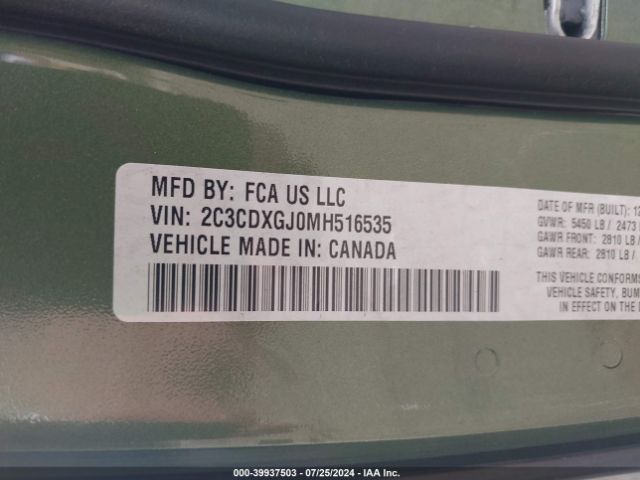 MFD BY: FCA US LLC
VIN: 2C3CDXGJ0MH516535
VEHICLE MADE IN: CANADA
DATE OF MFR (BUILT): 12
GVWR: 5450 LB / 2473
GAWR FRONT: 2810 LB /
GAWR REAR: 2810 LB /
THIS VEHICLE CONFORMS
VEHICLE SAFETY, BUM
IN EFFECT ON THE
000-39937503 - 07/25/2024 - IAA Inc.